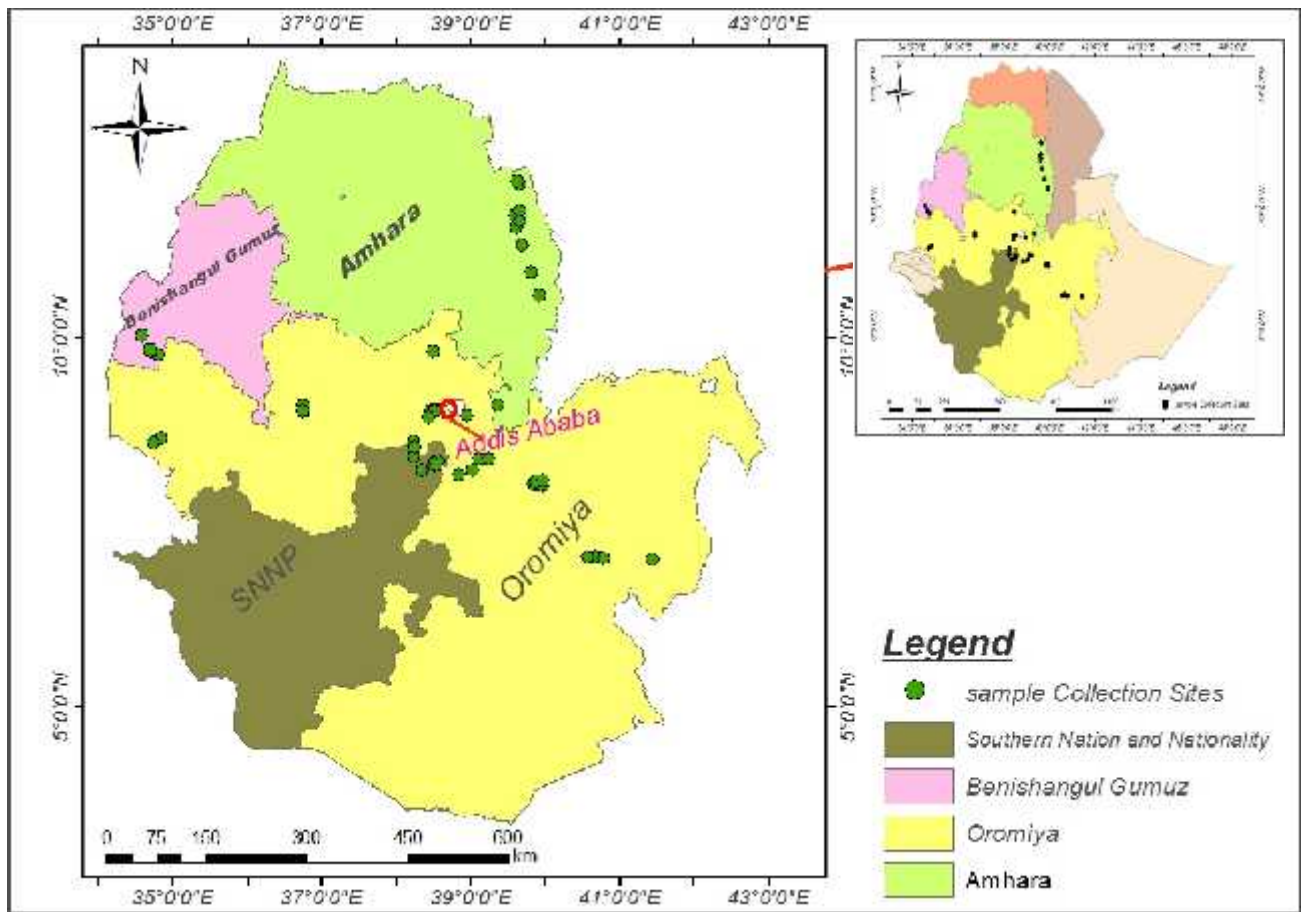 35°0'0"E 37°0'0"E 39°0'0"E 41°0'0"E 43°0'0"E
N
Amhara
Benishangul Gumuz
10°0'0"N
10°0'0"N
Addis Ababa
Oromiya
SNNP
5°0'0"N
5°0'0"N
0 75 150 300 450 600
km
35°0'0"E 37°0'0"E 39°0'0"E 41°0'0"E 43°0'0"E
Legend
sample Collection Sites
Legend
sample Collection Sites
Southern Nation and Nationality
Benishangul Gumuz
Oromiya
Amhara